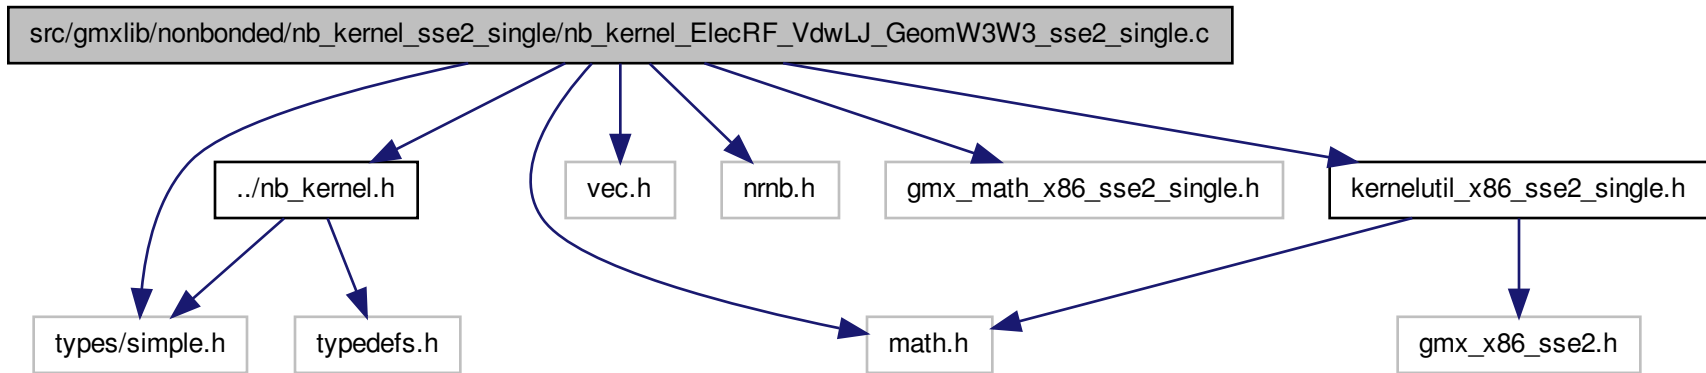 src/gmxlib/nonbonded/nb_kernel_sse2_single/nb_kernel_ElecRF_VdwLJ_GeomW3W3_sse2_single.c
../nb_kernel.h
vec.h
nrnb.h
gmx_math_x86_sse2_single.h
kernelutil_x86_sse2_single.h
types/simple.h
typedefs.h
math.h
gmx_x86_sse2.h